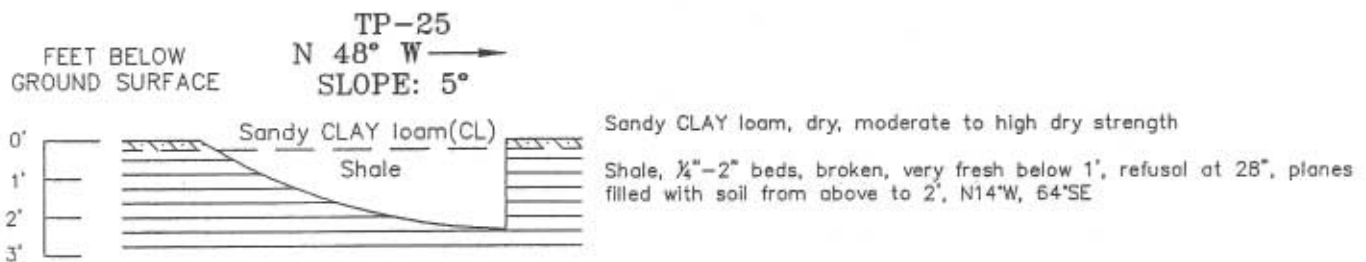 TP-25
N 48° W
SLOPE: 5°
FEET BELOW
GROUND SURFACE
0'
1'
2'
3'
Sandy CLAY loam(CL)
Shale
Sandy CLAY loam, dry, moderate to high dry strength
Shale, ¼"-2" beds, broken, very fresh below 1', refusal at 28", planes
filled with soil from above to 2', N14°W, 64°SE